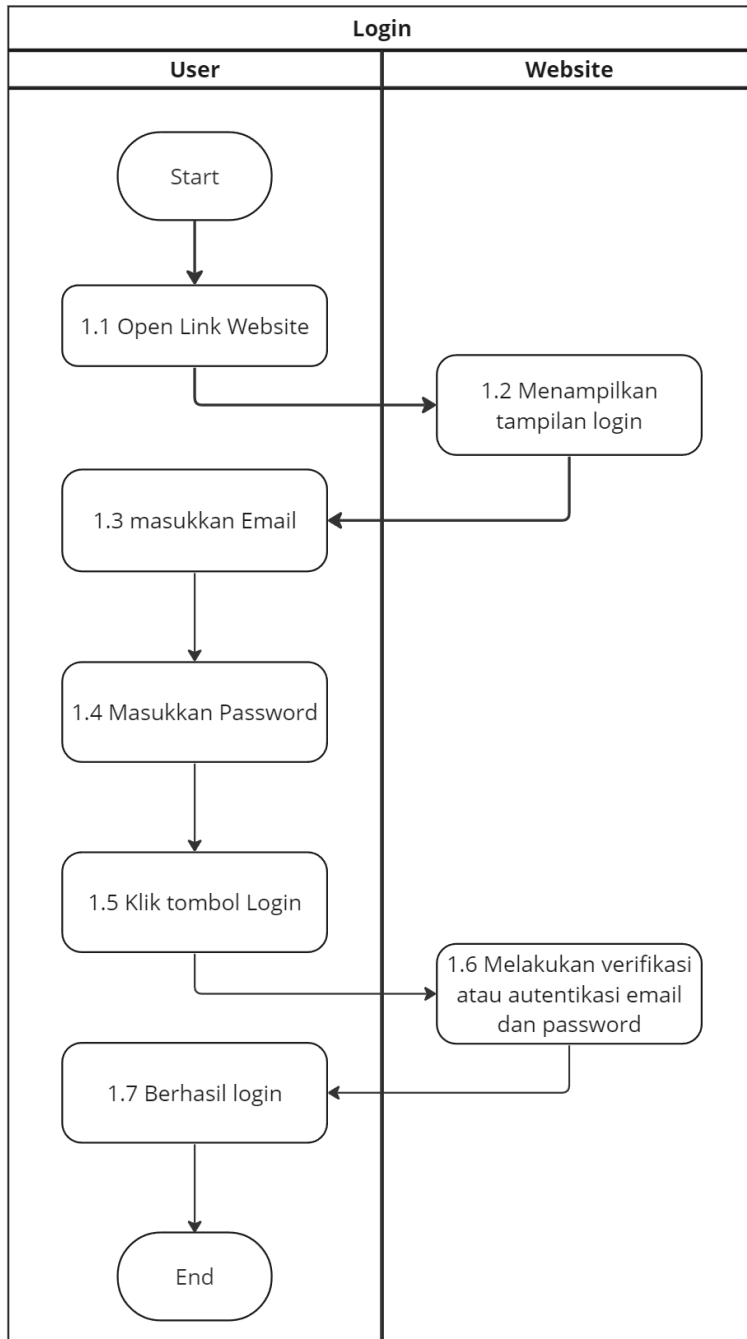 Login
User
Website
Start
1.1 Open Link Website
1.2 Menampilkan
tampilan login
1.3 masukkan Email
1.4 Masukkan Password
1.5 Klik tombol Login
1.6 Melakukan verifikasi
atau autentikasi email
dan password
1.7 Berhasil login
End